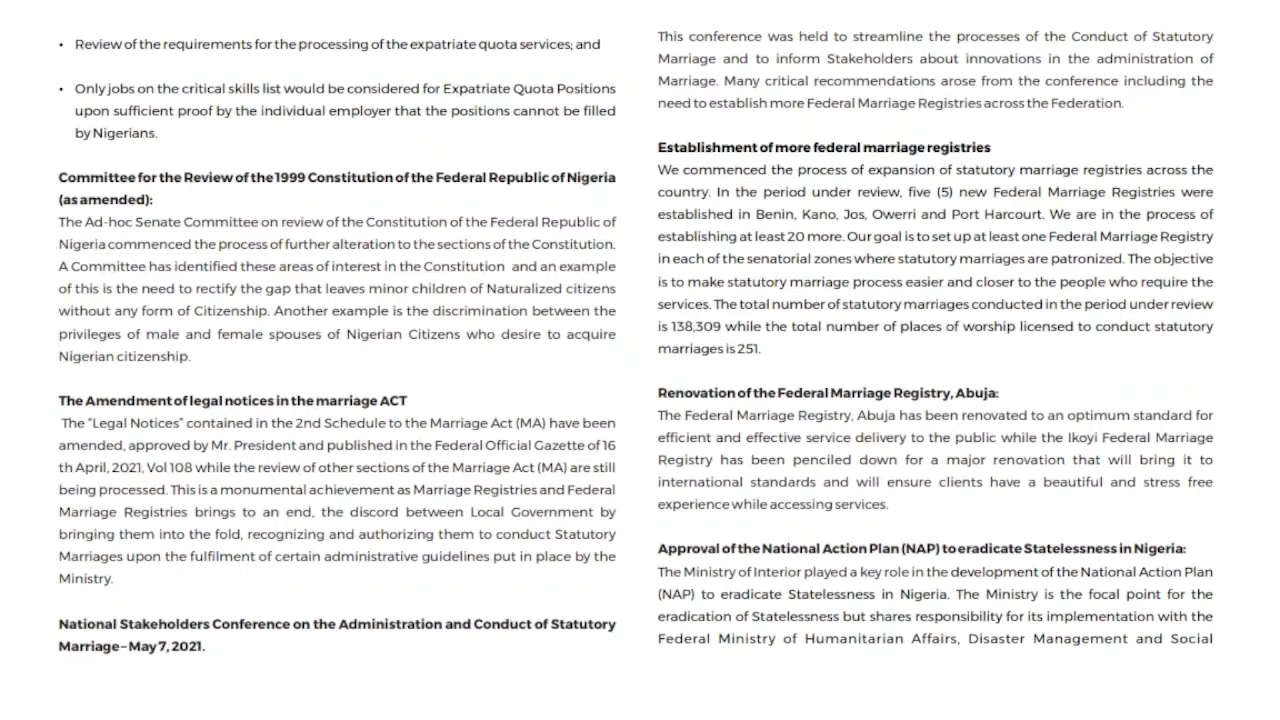 • Review of the requirements for the processing of the expatriate quota services; and
• Only jobs on the critical skills list would be considered for Expatriate Quota Positions
upon sufficient proof by the individual employer that the positions cannot be filled
by Nigerians.
Committee for the Review of the 1999 Constitution of the Federal Republic of Nigeria
(as amended):
The Ad-hoc Senate Committee on review of the Constitution of the Federal Republic of
Nigeria commenced the process of further alteration to the sections of the Constitution.
A Committee has identified these areas of interest in the Constitution and an example
of this is the need to rectify the gap that leaves minor children of Naturalized citizens
without any form of Citizenship. Another example is the discrimination between the
privileges of male and female spouses of Nigerian Citizens who desire to acquire
Nigerian citizenship.
The Amendment of legal notices in the marriage ACT
The “Legal Notices” contained in the 2nd Schedule to the Marriage Act (MA) have been
amended, approved by Mr. President and published in the Federal Official Gazette of 16
th April, 2021, Vol 108 while the review of other sections of the Marriage Act (MA) are still
being processed. This is a monumental achievement as Marriage Registries and Federal
Marriage Registries brings to an end, the discord between Local Government by
bringing them into the fold, recognizing and authorizing them to conduct Statutory
Marriages upon the fulfilment of certain administrative guidelines put in place by the
Ministry.
National Stakeholders Conference on the Administration and Conduct of Statutory
Marriage – May 7, 2021.
This conference was held to streamline the processes of the Conduct of Statutory
Marriage and to inform Stakeholders about innovations in the administration of
Marriage. Many critical recommendations arose from the conference including the
need to establish more Federal Marriage Registries across the Federation.
Establishment of more federal marriage registries
We commenced the process of expansion of statutory marriage registries across the
country. In the period under review, five (5) new Federal Marriage Registries were
established in Benin, Kano, Jos, Owerri and Port Harcourt. We are in the process of
establishing at least 20 more. Our goal is to set up at least one Federal Marriage Registry
in each of the senatorial zones where statutory marriages are patronized. The objective
is to make statutory marriage process easier and closer to the people who require the
services. The total number of statutory marriages conducted in the period under review
is 138,309 while the total number of places of worship licensed to conduct statutory
marriages is 251.
Renovation of the Federal Marriage Registry, Abuja:
The Federal Marriage Registry, Abuja has been renovated to an optimum standard for
efficient and effective service delivery to the public while the Ikoyi Federal Marriage
Registry has been penciled down for a major renovation that will bring it to
international standards and will ensure clients have a beautiful and stress free
experience while accessing services.
Approval of the National Action Plan (NAP) to eradicate Statelessness in Nigeria:
The Ministry of Interior played a key role in the development of the National Action Plan
(NAP) to eradicate Statelessness in Nigeria. The Ministry is the focal point for the
eradication of Statelessness but shares responsibility for its implementation with the
Federal Ministry of Humanitarian Affairs, Disaster Management and Social